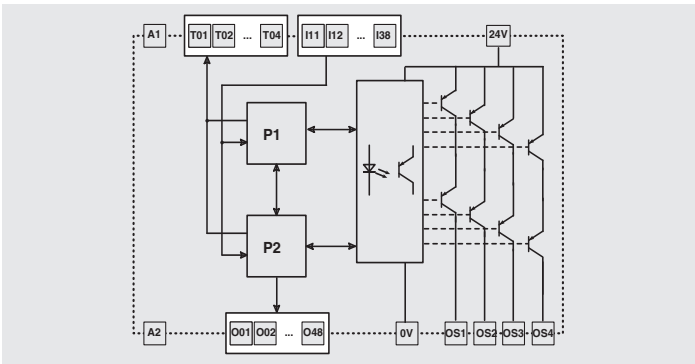 A1 T01 T02 ... T04 I11 I12 ... I38 24V
P1
P2
A2 O01 O02 ... O48 0V OS1 OS2 OS3 OS4